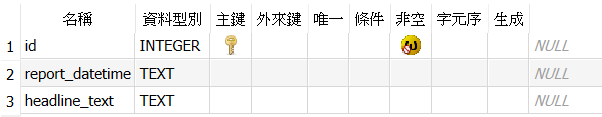 名稱 資料型別 主鍵 外來鍵 唯一 條件 非空 字元序 生成
1 id INTEGER NULL
2 report_datetime TEXT NULL
3 headline_text TEXT NULL